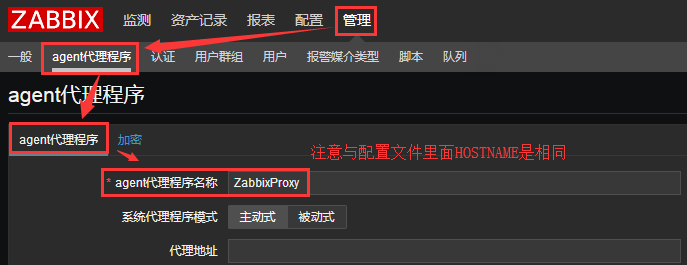 ZABBIX 监测 资产记录 报表 配置 管理
一般 agent代理程序 认证 用户群组 用户 报警媒介类型 脚本 队列
agent代理程序
agent代理程序 加密
注意与配置文件里面HOSTNAME是相同
* agent代理程序名称 ZabbixProxy
系统代理程序模式 主动式 被动式
代理地址